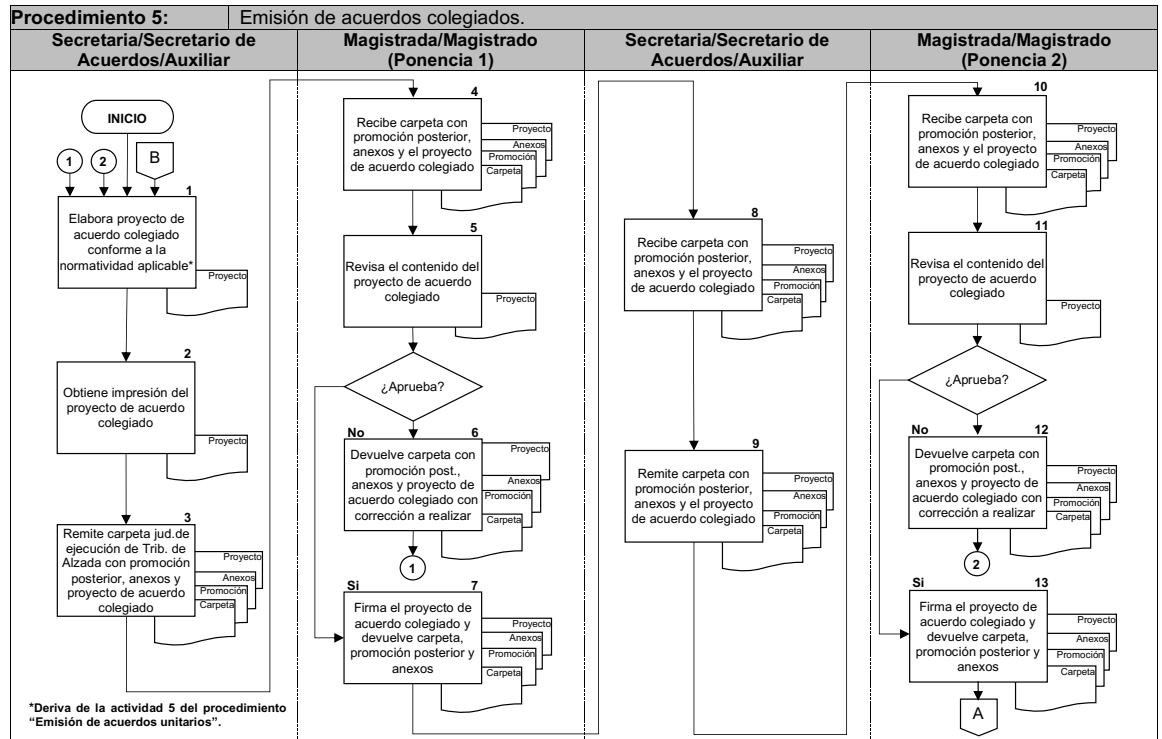 Procedimiento 5:
Emisión de acuerdos colegiados.
Secretaria/Secretario de
Acuerdos/Auxiliar
Magistrada/Magistrado
(Ponencia 1)
Secretaria/Secretario de
Acuerdos/Auxiliar
Magistrada/Magistrado
(Ponencia 2)
INICIO
1
2
B
1
Elabora proyecto de
acuerdo colegiado
conforme a la
normatividad aplicable*
Proyecto
2
Obtiene impresión del
proyecto de acuerdo
colegiado
Proyecto
3
Remite carpeta jud.de
ejecución de Trib. de
Alzada con promoción
posterior, anexos y
proyecto de acuerdo
colegiado
Proyecto
Anexos
Promoción
Carpeta
*Deriva de la actividad 5 del procedimiento
“Emisión de acuerdos unitarios”.
4
Recibe carpeta con
promoción posterior,
anexos y el proyecto
de acuerdo colegiado
Proyecto
Anexos
Promoción
Carpeta
5
Revisa el contenido del
proyecto de acuerdo
colegiado
Proyecto
¿Aprueba?
No
6
Devuelve carpeta con
promoción post.,
anexos y proyecto de
acuerdo colegiado con
corrección a realizar
Proyecto
Anexos
Promoción
Carpeta
1
Si
7
Firma el proyecto de
acuerdo colegiado y
devuelve carpeta,
promoción posterior y
anexos
Proyecto
Anexos
Promoción
Carpeta
8
Recibe carpeta con
promoción posterior,
anexos y el proyecto
de acuerdo colegiado
Proyecto
Anexos
Promoción
Carpeta
9
Remite carpeta con
promoción posterior,
anexos y el proyecto
de acuerdo colegiado
Proyecto
Anexos
Promoción
Carpeta
10
Recibe carpeta con
promoción posterior,
anexos y el proyecto
de acuerdo colegiado
Proyecto
Anexos
Promoción
Carpeta
11
Revisa el contenido del
proyecto de acuerdo
colegiado
Proyecto
¿Aprueba?
No
12
Devuelve carpeta con
promoción post.,
anexos y proyecto de
acuerdo colegiado con
corrección a realizar
Proyecto
Anexos
Promoción
Carpeta
2
Si
13
Firma el proyecto de
acuerdo colegiado y
devuelve carpeta,
promoción posterior y
anexos
Proyecto
Anexos
Promoción
Carpeta
A